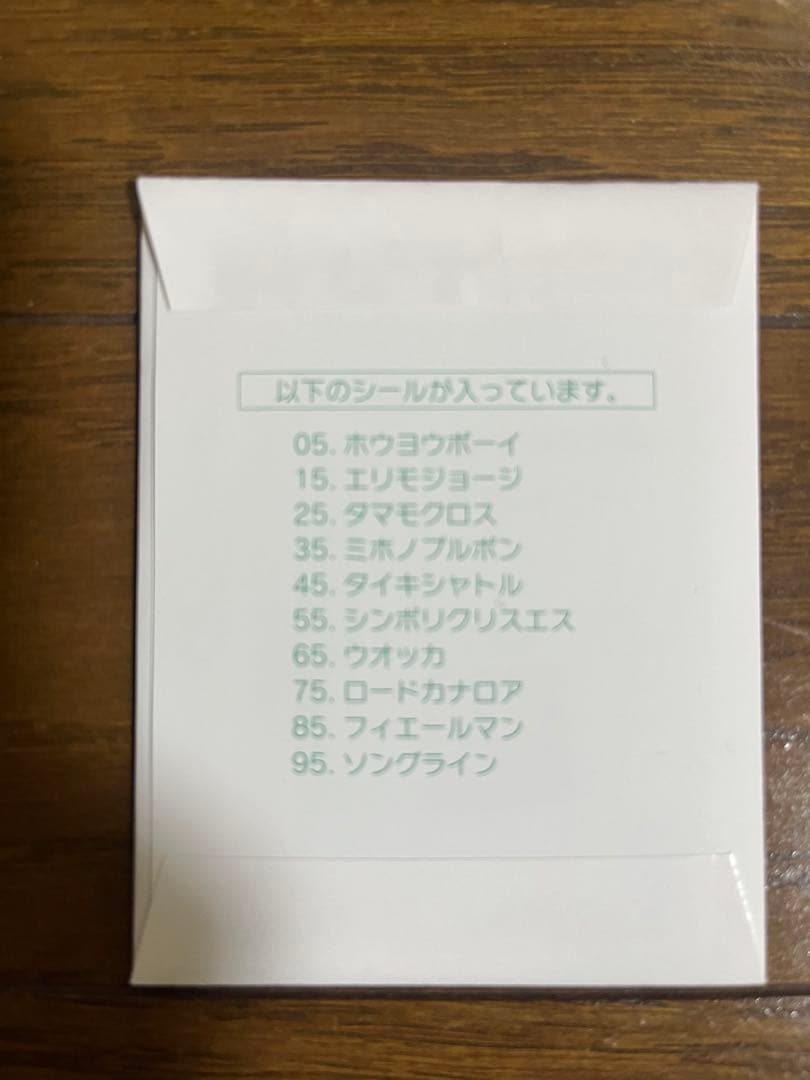 以下のシールが入っています。
05. ホウヨウボーイ
15. エリモジョージ
25. タマモクロス
35. ミホノブルボン
45. タイキシャトル
55. シンボリクリスエス
65. ウオッカ
75. ロードカナロア
85. フィエールマン
95. ソングライン